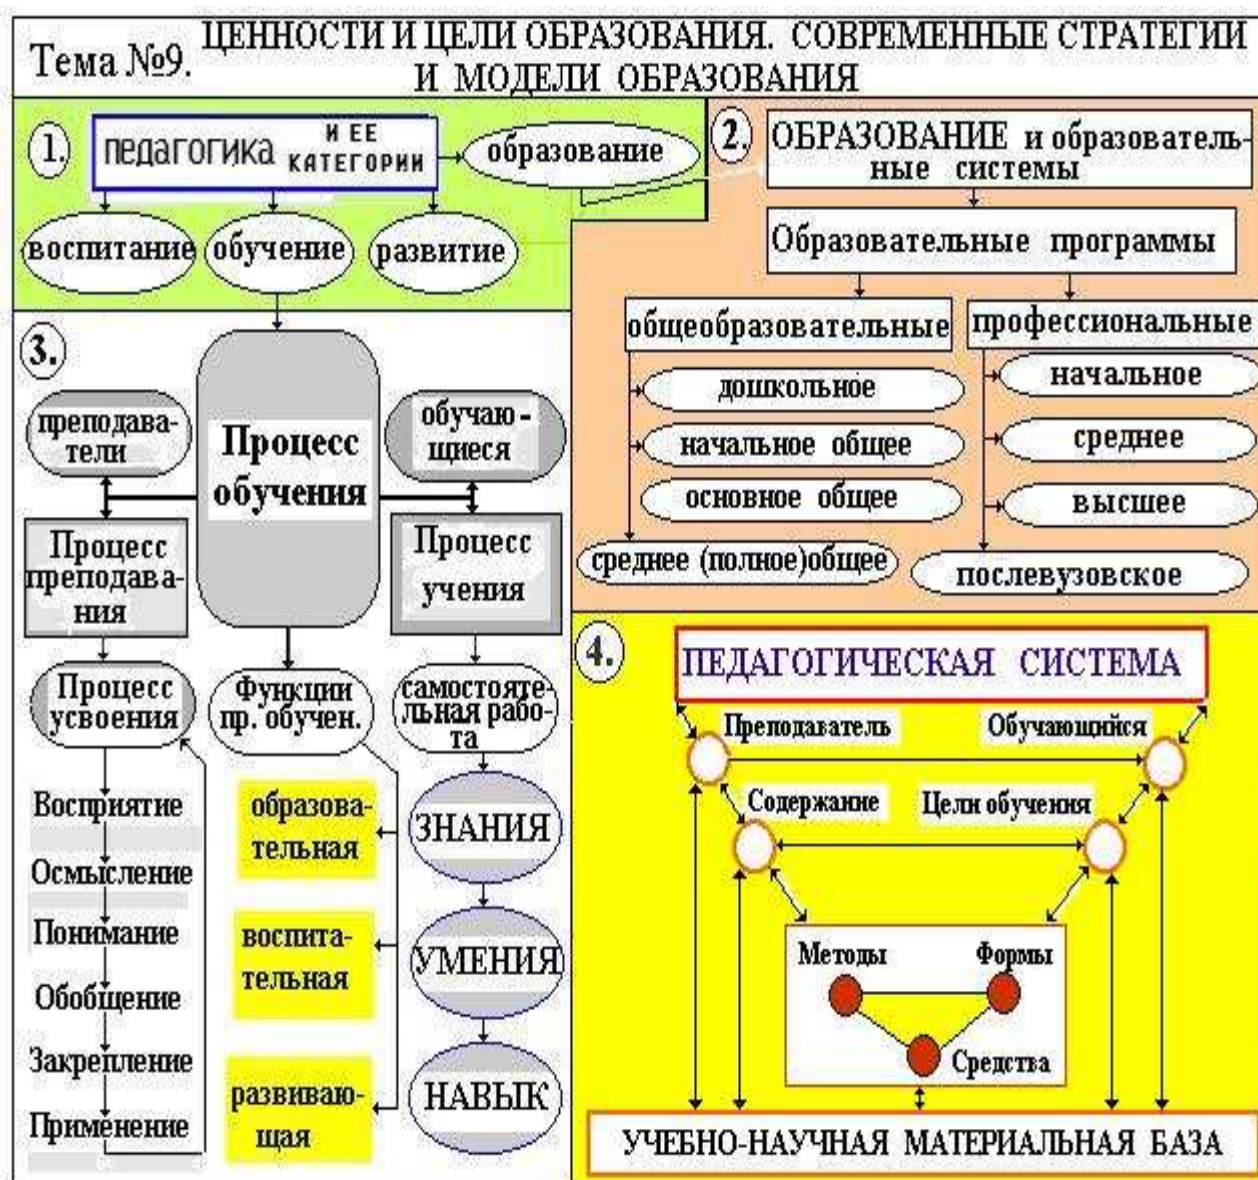 Тема №9.
ЦЕННОСТИ И ЦЕЛИ ОБРАЗОВАНИЯ. СОВРЕМЕННЫЕ СТРАТЕГИИ
И МОДЕЛИ ОБРАЗОВАНИЯ
1.
педагогика
И ЕЕ
КАТЕГОРИИ
образование
воспитание
обучение
развитие
2.
ОБРАЗОВАНИЕ и образователь-
ные системы
Образовательные программы
общеобразовательные
профессиональные
дошкольное
начальное общее
основное общее
среднее (полное)общее
начальное
среднее
высшее
послевузовское
3.
Процесс
обучения
преподава-
тели
обучаю-
щиеся
Процесс
преподава-
ния
Процесс
учения
Процесс
усвоения
Функции
пр. обучен.
самостояте-
льная рабо-
та
Восприятие
Осмысление
Понимание
Обобщение
Закрепление
Применение
образова-
тельная
воспита-
тельная
развиваю-
щая
ЗНАНИЯ
УМЕНИЯ
НАВЫК
4.
ПЕДАГОГИЧЕСКАЯ СИСТЕМА
Преподаватель
Обучающийся
Содержание
Цели обучения
Методы
Формы
Средства
УЧЕБНО-НАУЧНАЯ МАТЕРИАЛЬНАЯ БАЗА